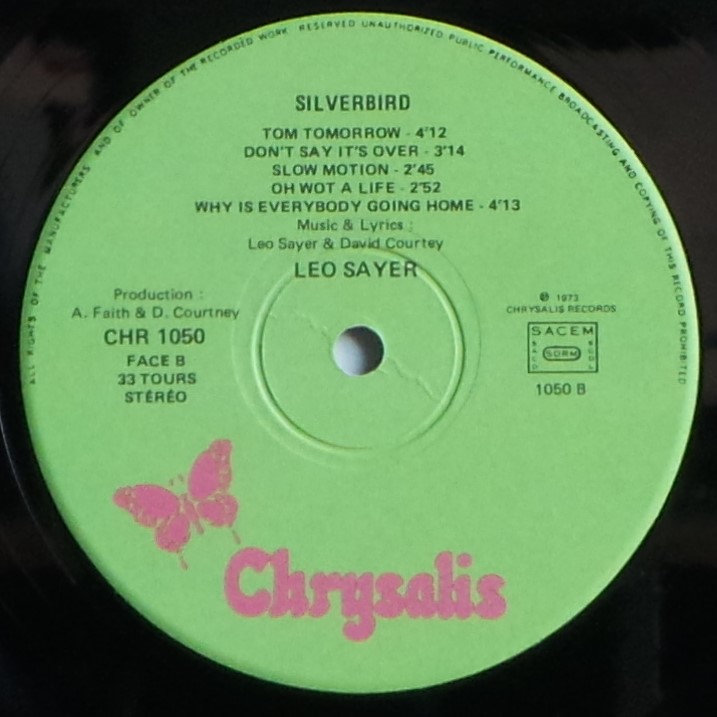 ALL RIGHTS OF THE MANUFACTURERS AND OF OWNER OF THE RECORDED WORK RESERVED UNAUTHORIZED PUBLIC PERFORMANCE BROADCASTING AND COPYING OF THIS RECORD PROHIBITED
SILVERBIRD
TOM TOMORROW - 4'12
DON'T SAY IT'S OVER - 3'14
SLOW MOTION - 2'45
OH WOT A LIFE - 2'52
WHY IS EVERYBODY GOING HOME - 4'13
Music & Lyrics :
Leo Sayer & David Courtey
LEO SAYER
Production :
A. Faith & D. Courtney
CHR 1050
FACE B
33 TOURS
STÉRÉO
℗ 1973
CHRYSALIS RECORDS
SACEM
SACD
SDRM
SGDL
1050 B
Chrysalis